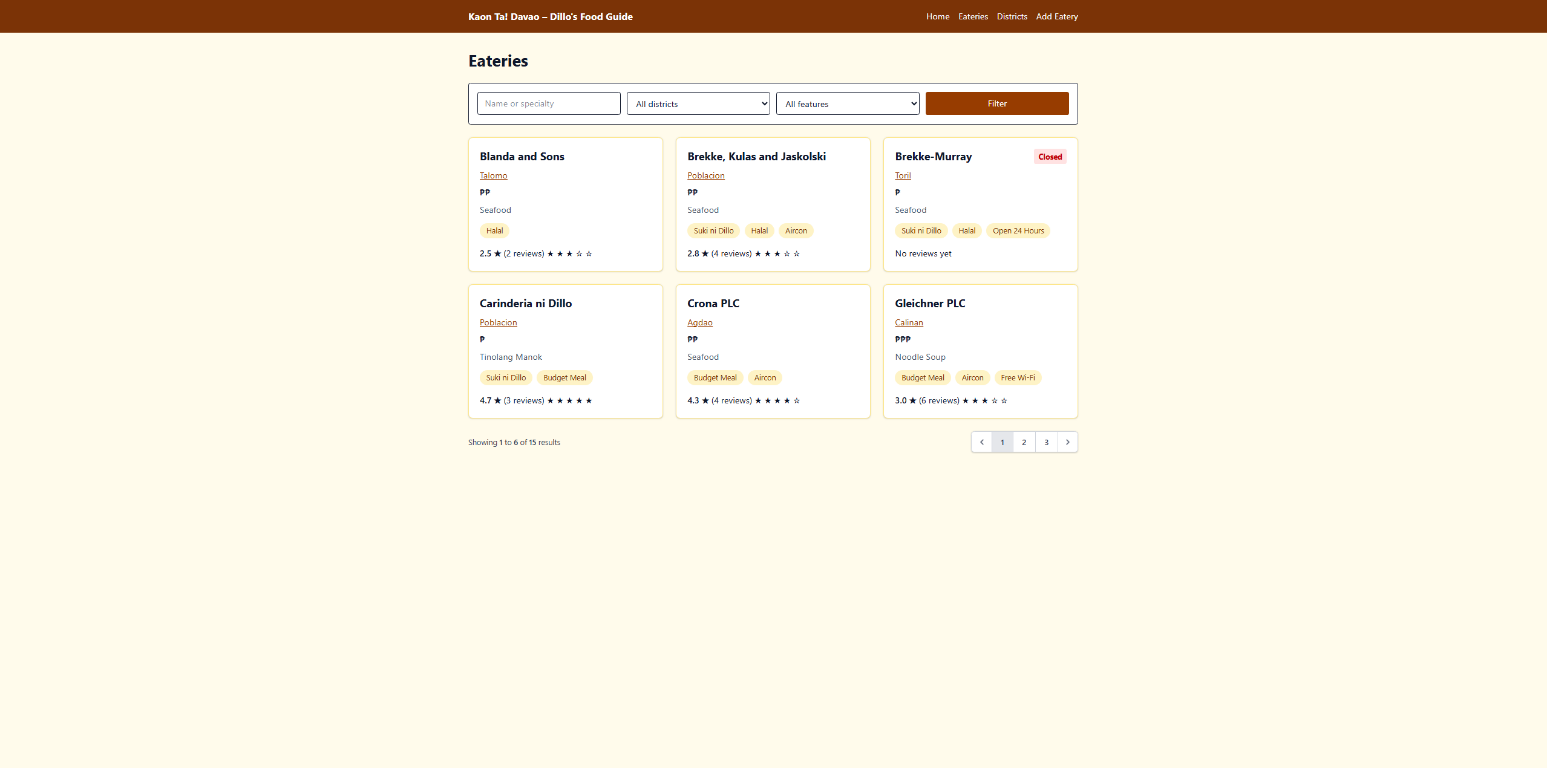 Kaon Ta! Davao – Dillo's Food Guide
Home Eateries Districts Add Eatery
Eateries
Name or specialty
All districts
All features
Filter
Blanda and Sons
Talomo
₱₱
Seafood
Halal
2.5 ★ (2 reviews) ★ ★ ★ ☆ ☆
Brekke, Kulas and Jaskolski
Poblacion
₱₱
Seafood
Suki ni Dillo Halal Aircon
2.8 ★ (4 reviews) ★ ★ ★ ☆ ☆
Brekke-Murray
Closed
Toril
₱
Seafood
Suki ni Dillo Halal Open 24 Hours
No reviews yet
Carinderia ni Dillo
Poblacion
₱
Tinolang Manok
Suki ni Dillo Budget Meal
4.7 ★ (3 reviews) ★ ★ ★ ★ ★
Crona PLC
Agdao
₱₱
Seafood
Budget Meal Aircon
4.3 ★ (4 reviews) ★ ★ ★ ★ ☆
Gleichner PLC
Calinan
₱₱₱
Noodle Soup
Budget Meal Aircon Free Wi-Fi
3.0 ★ (6 reviews) ★ ★ ★ ☆ ☆
Showing 1 to 6 of 15 results
1 2 3